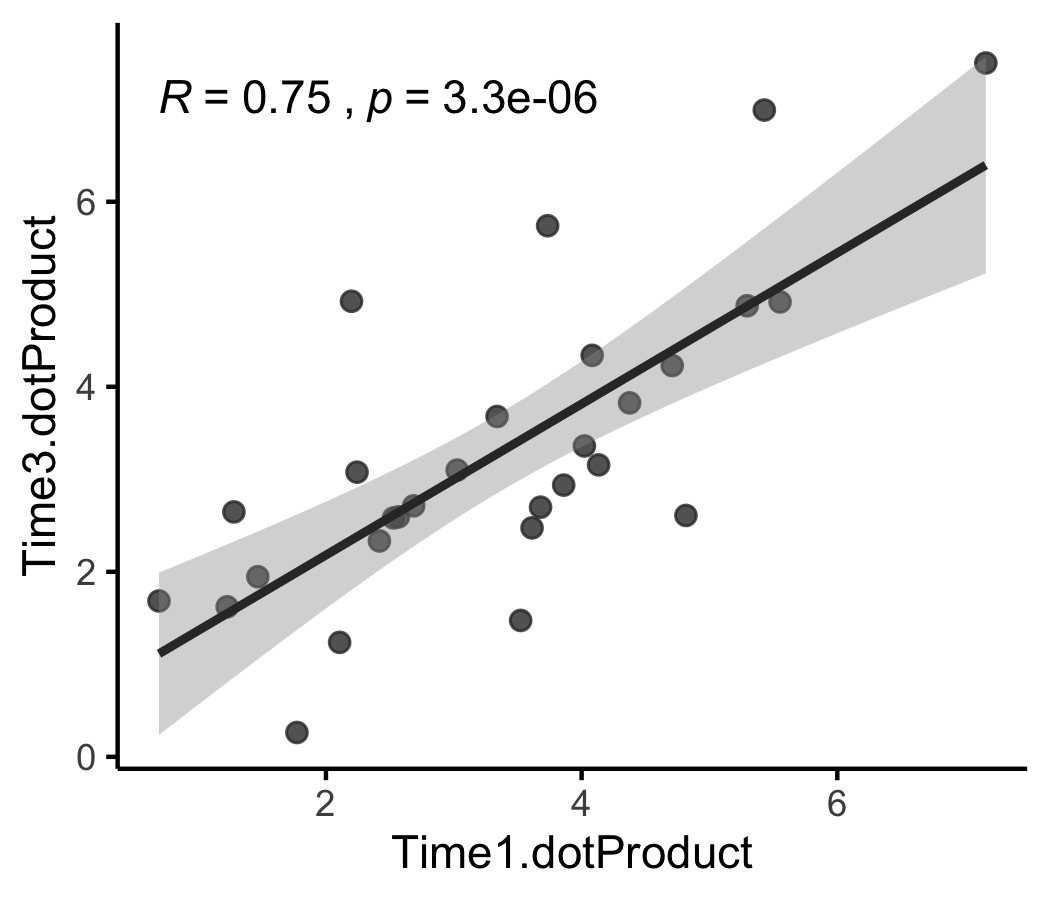 R = 0.75 , p = 3.3e-06
6
4
2
0
Time3.dotProduct
2 4 6
Time1.dotProduct